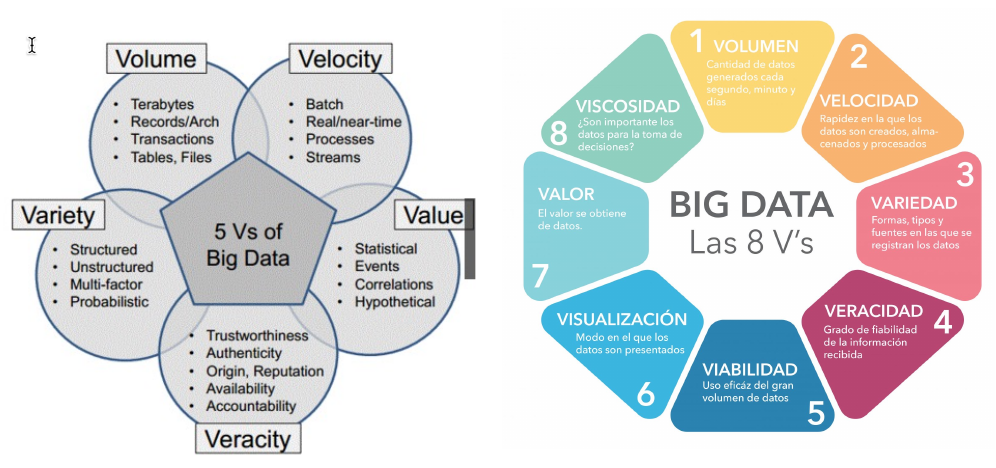 Volume
• Terabytes
• Records/Arch
• Transactions
• Tables, Files
Velocity
• Batch
• Real/near-time
• Processes
• Streams
Variety
• Structured
• Unstructured
• Multi-factor
• Probabilistic
5 Vs of
Big Data
Value
• Statistical
• Events
• Correlations
• Hypothetical
• Trustworthiness
• Authenticity
• Origin, Reputation
• Availability
• Accountability
Veracity
BIG DATA
Las 8 V's
1
VOLUMEN
Cantidad de datos
generados cada
segundo, minuto y
días
2
VELOCIDAD
Rapidez en la que los
datos son creados, alma-
cenados y procesados
3
VARIEDAD
Formas, tipos y
fuentes en las que se
registran los datos
4
VERACIDAD
Grado de fiabilidad
de la información
recibida
5
VIABILIDAD
Uso eficáz del gran
volumen de datos
6
VISUALIZACIÓN
Modo en el que los
datos son presentados
7
VALOR
El valor se obtiene
de datos.
8
VISCOSIDAD
¿Son importante los
datos para la toma de
decisiones?